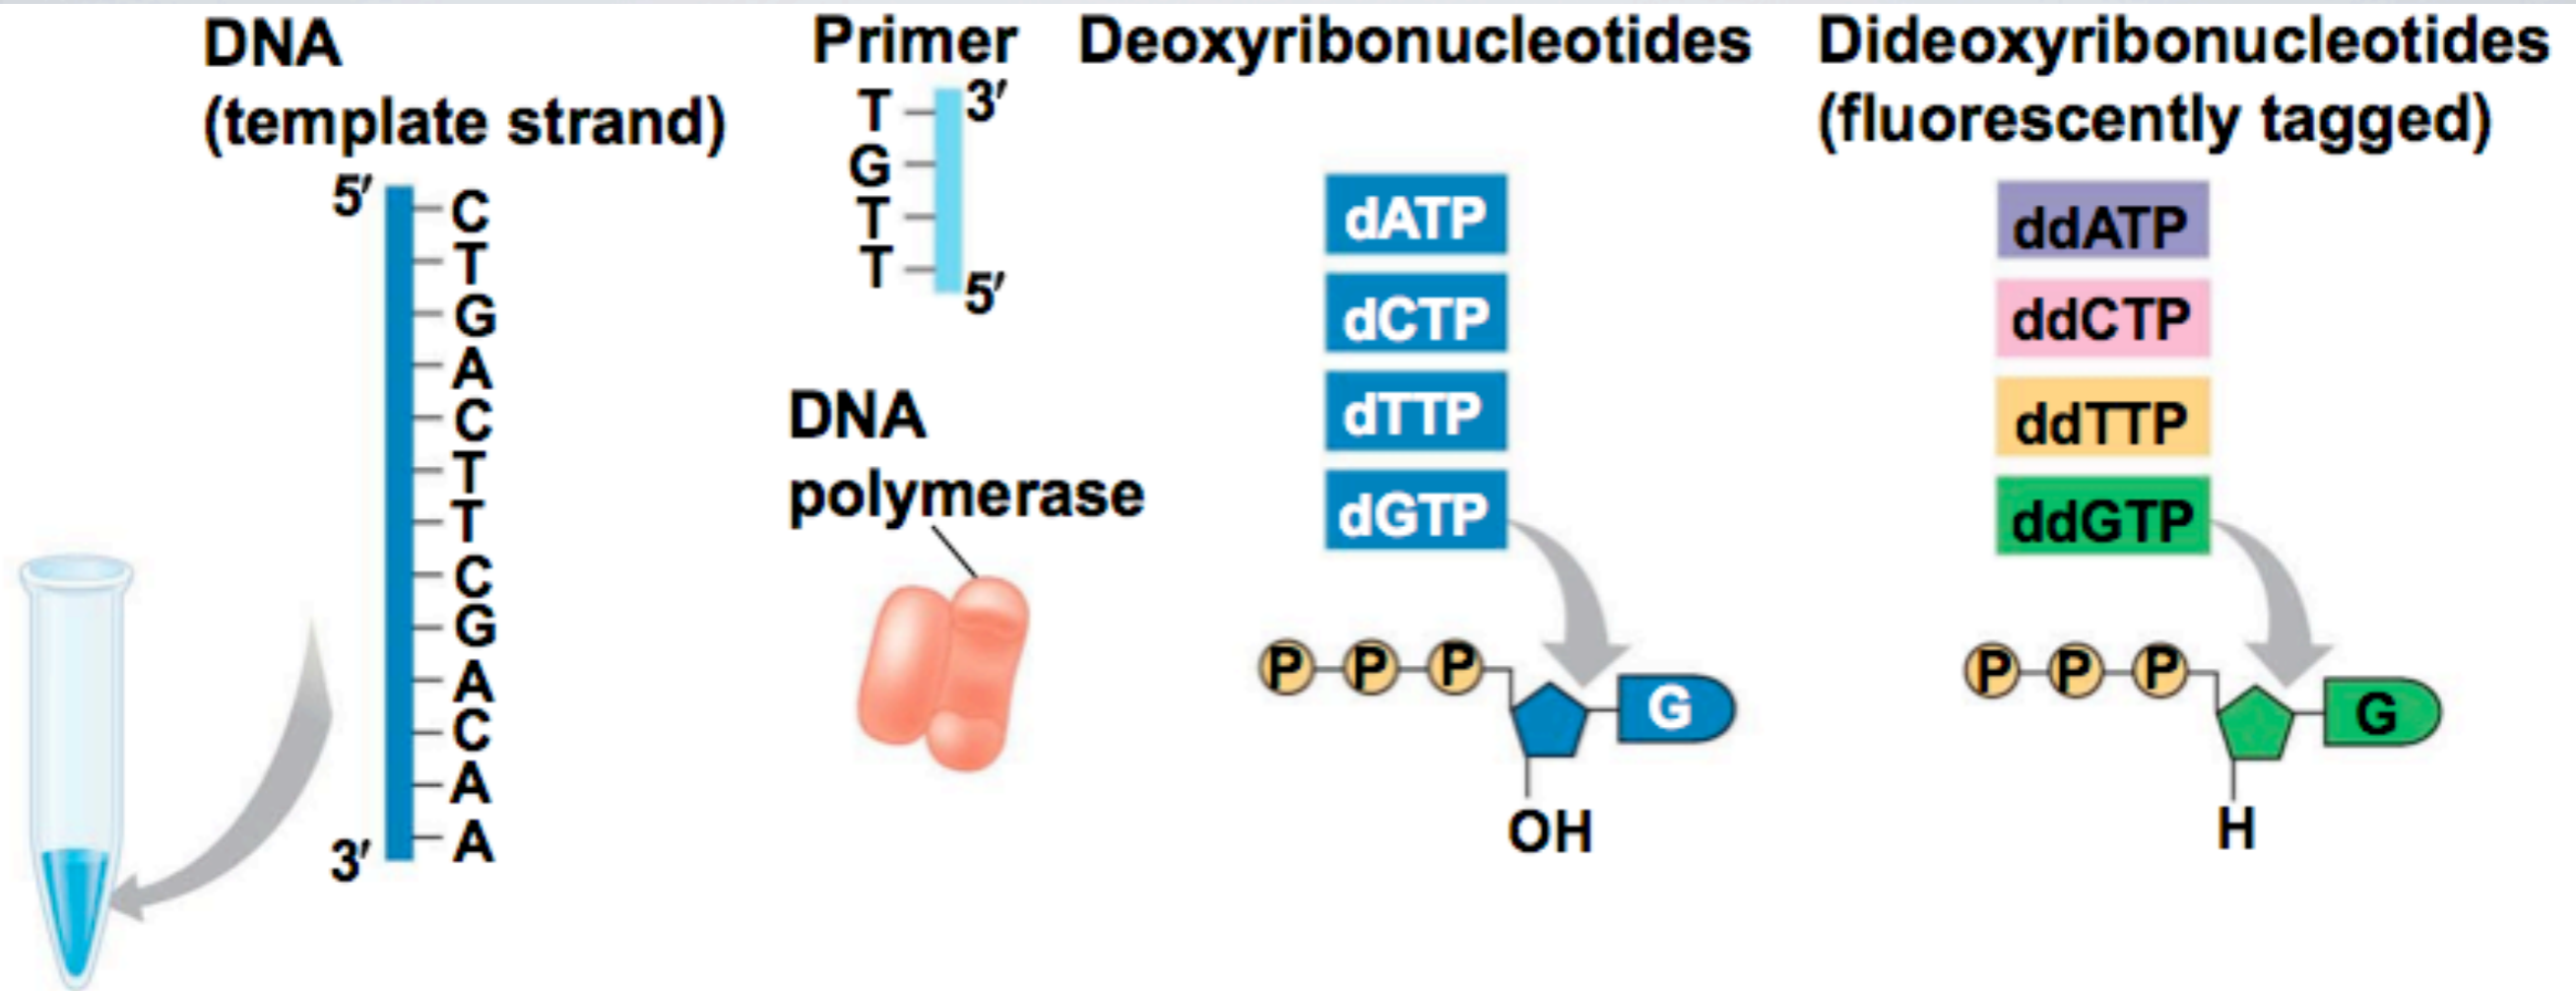 DNA
(template strand)
5′
C
T
G
A
C
T
T
C
G
A
C
A
A
3′
Primer
3′
T
G
T
T
5′
DNA
polymerase
Deoxyribonucleotides
dATP
dCTP
dTTP
dGTP
P P P G
OH
Dideoxyribonucleotides
(fluorescently tagged)
ddATP
ddCTP
ddTTP
ddGTP
P P P G
H